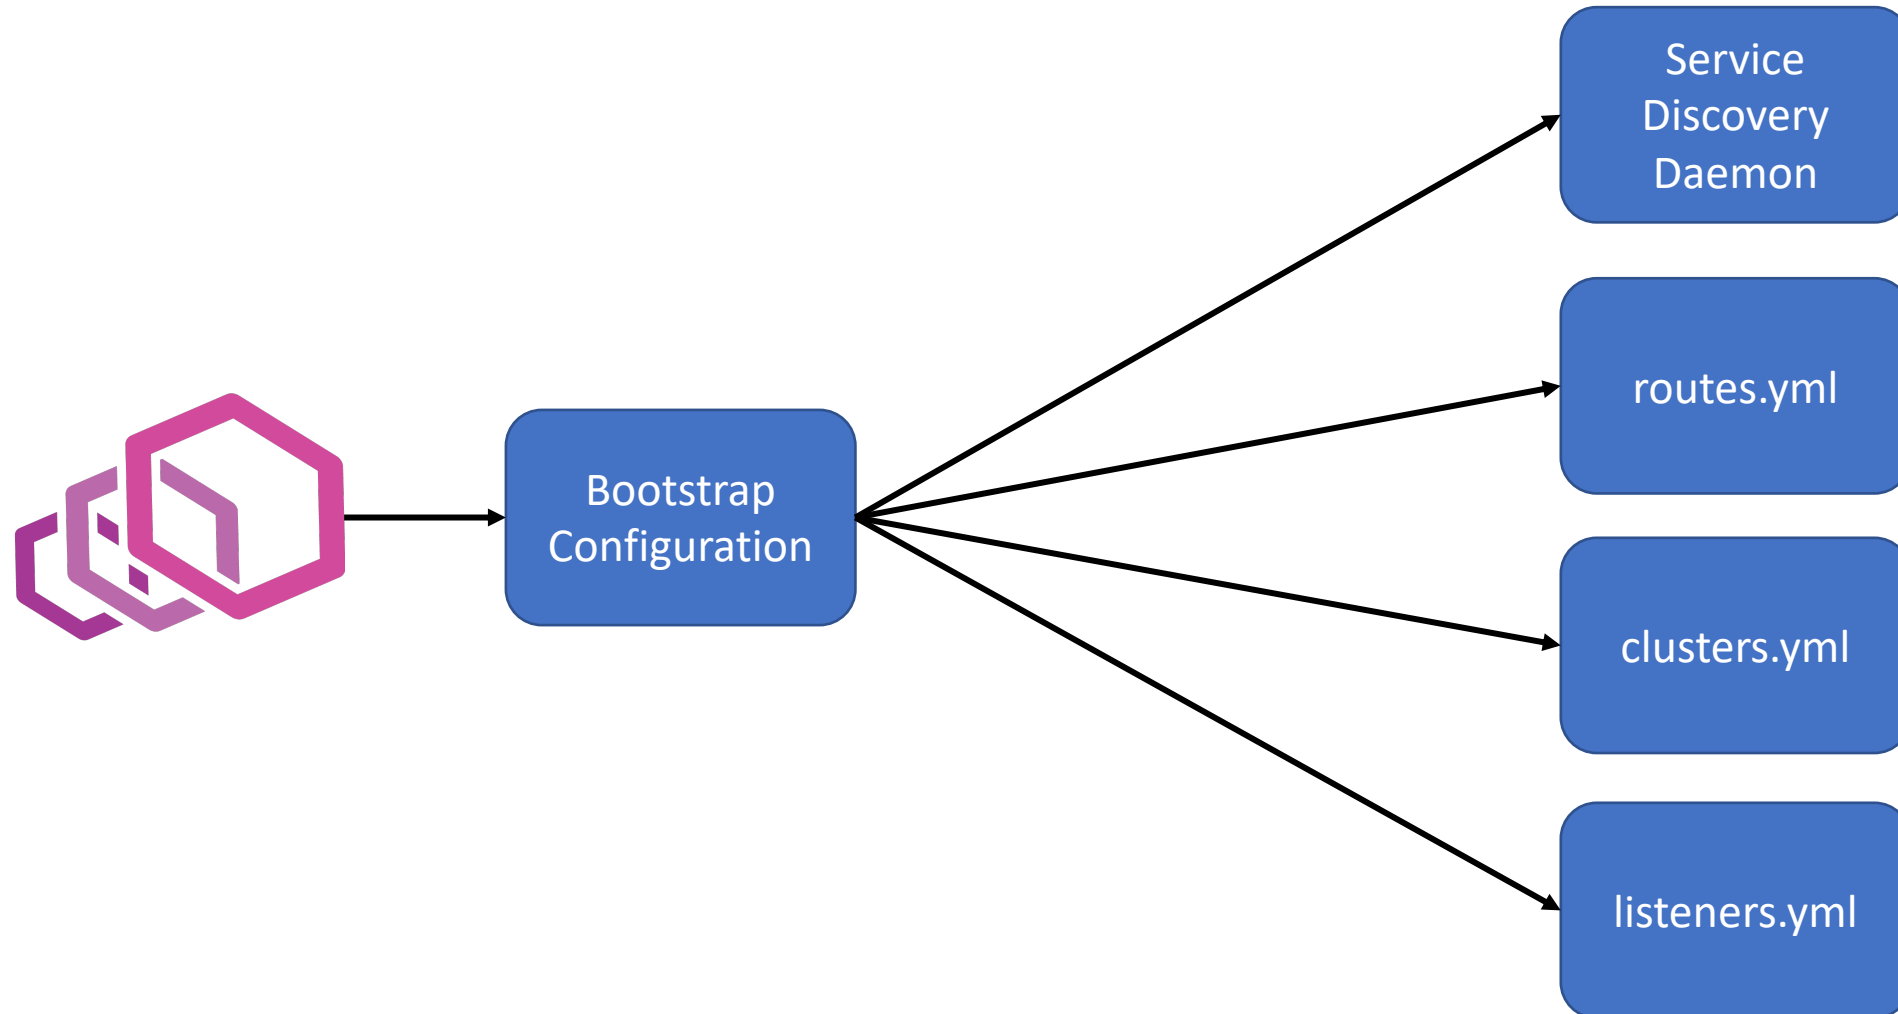 Service
Discovery
Daemon
routes.yml
Bootstrap
Configuration
clusters.yml
listeners.yml